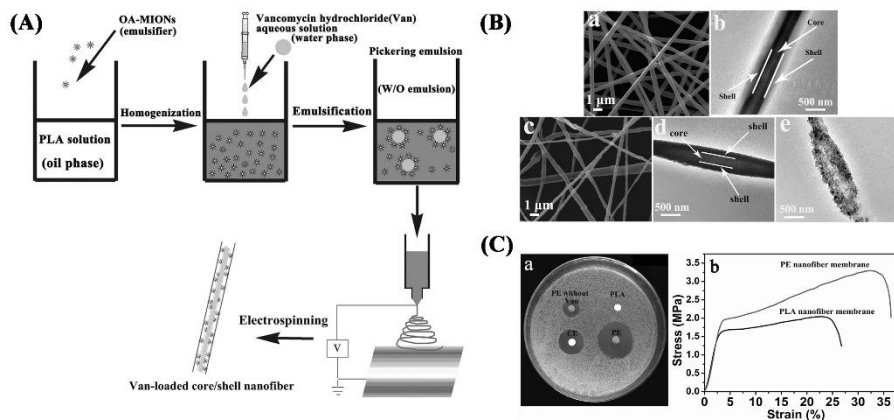 (A)
OA-MIONs
(emulsifier)
Vancomycin hydrochloride(Van)
aqueous solution
(water phase)
Pickering emulsion
(W/O emulsion)
Homogenization
Emulsification
PLA solution
(oil phase)
Electrospinning
V
Van-loaded core/shell nanofiber
(B)
a
1 μm
b
Core
Shell
Shell
500 nm
c
1 μm
d
core
shell
shell
500 nm
e
(C)
a
PE without
Van
PLA
CE
PE
b
PE nanofiber membrane
PLA nanofiber membrane
Stress (MPa)
3.5
3.0
2.5
2.0
1.5
1.0
0.5
0.0
0 5 10 15 20 25 30 35
Strain (%)